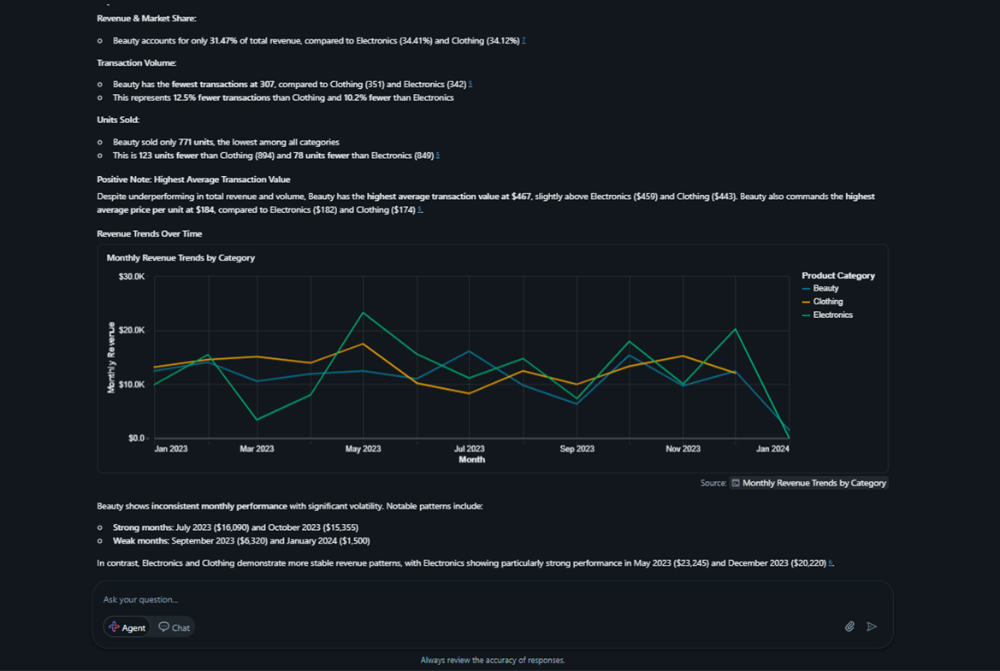 Revenue & Market Share:
Beauty accounts for only 31.47% of total revenue, compared to Electronics (34.41%) and Clothing (34.12%) 7
Transaction Volume:
Beauty has the fewest transactions at 307, compared to Clothing (351) and Electronics (342) 5
This represents 12.5% fewer transactions than Clothing and 10.2% fewer than Electronics
Units Sold:
Beauty sold only 771 units, the lowest among all categories
This is 123 units fewer than Clothing (894) and 78 units fewer than Electronics (849) 5
Positive Note: Highest Average Transaction Value
Despite underperforming in total revenue and volume, Beauty has the highest average transaction value at $467, slightly above Electronics ($459) and Clothing ($443). Beauty also commands the highest
average price per unit at $184, compared to Electronics ($182) and Clothing ($174)
Revenue Trends Over Time
Monthly Revenue Trends by Category
Product Category
Beauty
Clothing
Electronics
Monthly Revenue
$30.0K
$20.0K
$10.0K
$0.0
Jan 2023 Mar 2023 May 2023 Jul 2023 Sep 2023 Nov 2023 Jan 2024
Month
Source: Monthly Revenue Trends by Category
Beauty shows inconsistent monthly performance with significant volatility. Notable patterns include:
Strong months: July 2023 ($16,090) and October 2023 ($15,355)
Weak months: September 2023 ($6,320) and January 2024 ($1,500)
In contrast, Electronics and Clothing demonstrate more stable revenue patterns, with Electronics showing particularly strong performance in May 2023 ($23,245) and December 2023 ($20,220)
Ask your question...
Agent Chat
Always review the accuracy of responses.